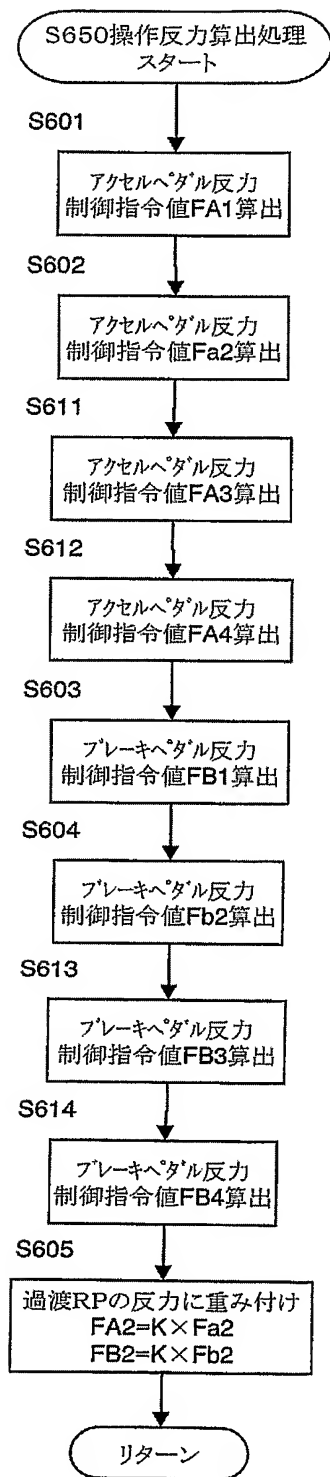 S650操作反力算出処理
スタート
S601
アクセルペダル反力
制御指令値FA1算出
S602
アクセルペダル反力
制御指令値Fa2算出
S611
アクセルペダル反力
制御指令値FA3算出
S612
アクセルペダル反力
制御指令値FA4算出
S603
ブレーキペダル反力
制御指令値FB1算出
S604
ブレーキペダル反力
制御指令値Fb2算出
S613
ブレーキペダル反力
制御指令値FB3算出
S614
ブレーキペダル反力
制御指令値FB4算出
S605
過渡RPの反力に重み付け
FA2=K×Fa2
FB2=K×Fb2
リターン